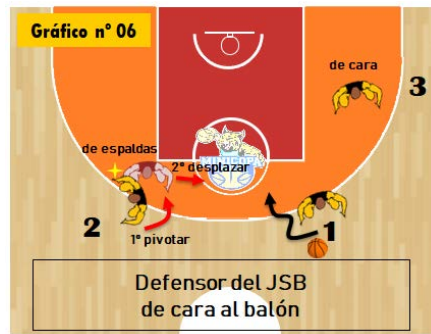 Gráfico nº 06
de cara
3
de espaldas
2º desplazar
MINICOPA
2
1º pivotar
1
Defensor del JSB
de cara al balón